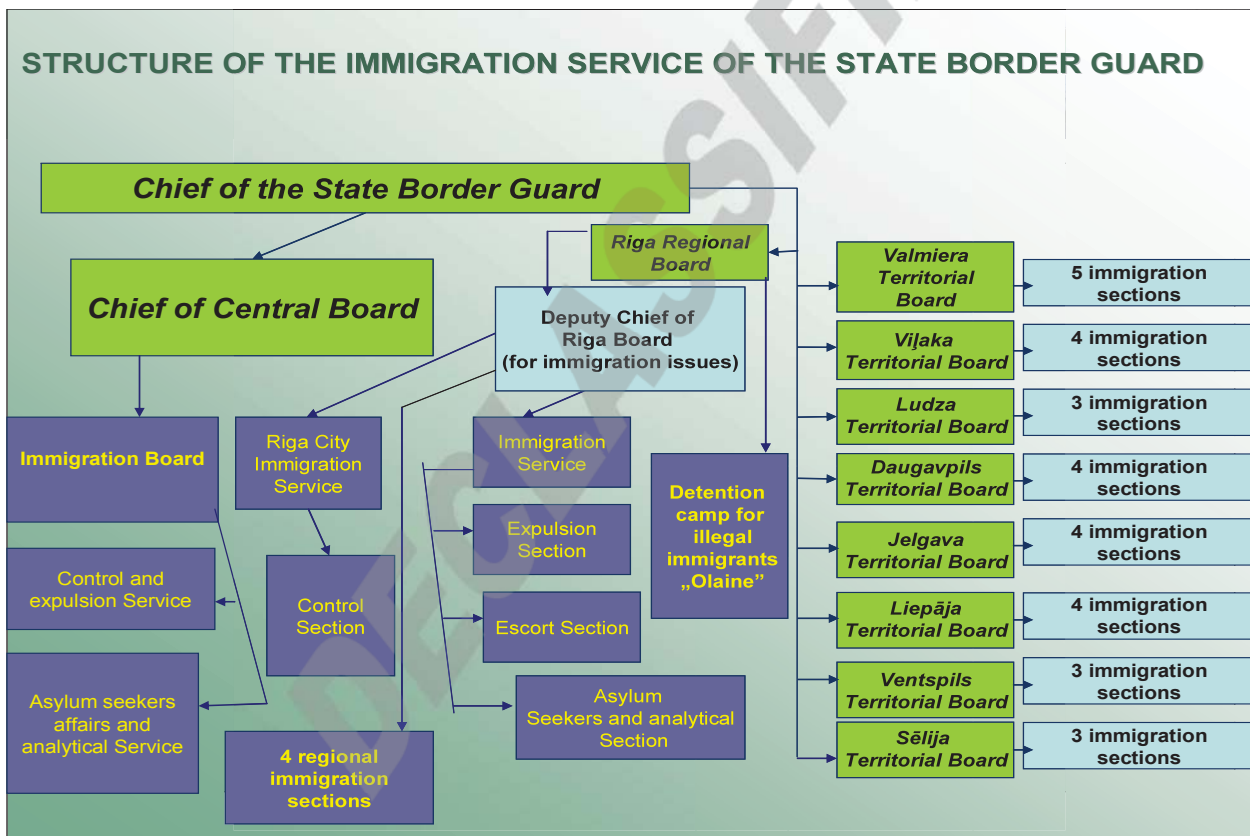 STRUCTURE OF THE IMMIGRATION SERVICE OF THE STATE BORDER GUARD
Chief of the State Border Guard
Chief of Central Board
Riga Regional
Board
Deputy Chief of
Riga Board
(for immigration issues)
Immigration Board
Control and
expulsion Service
Asylum seekers
affairs and
analytical Service
Riga City
Immigration
Service
Control
Section
4 regional
immigration
sections
Immigration
Service
Expulsion
Section
Escort Section
Asylum
Seekers and analytical
Section
Detention
camp for
illegal
immigrants
„Olaine”
Valmiera
Territorial
Board
5 immigration
sections
Viļaka
Territorial Board
4 immigration
sections
Ludza
Territorial Board
3 immigration
sections
Daugavpils
Territorial Board
4 immigration
sections
Jelgava
Territorial Board
4 immigration
sections
Liepāja
Territorial Board
4 immigration
sections
Ventspils
Territorial Board
3 immigration
sections
Sēlija
Territorial Board
3 immigration
sections